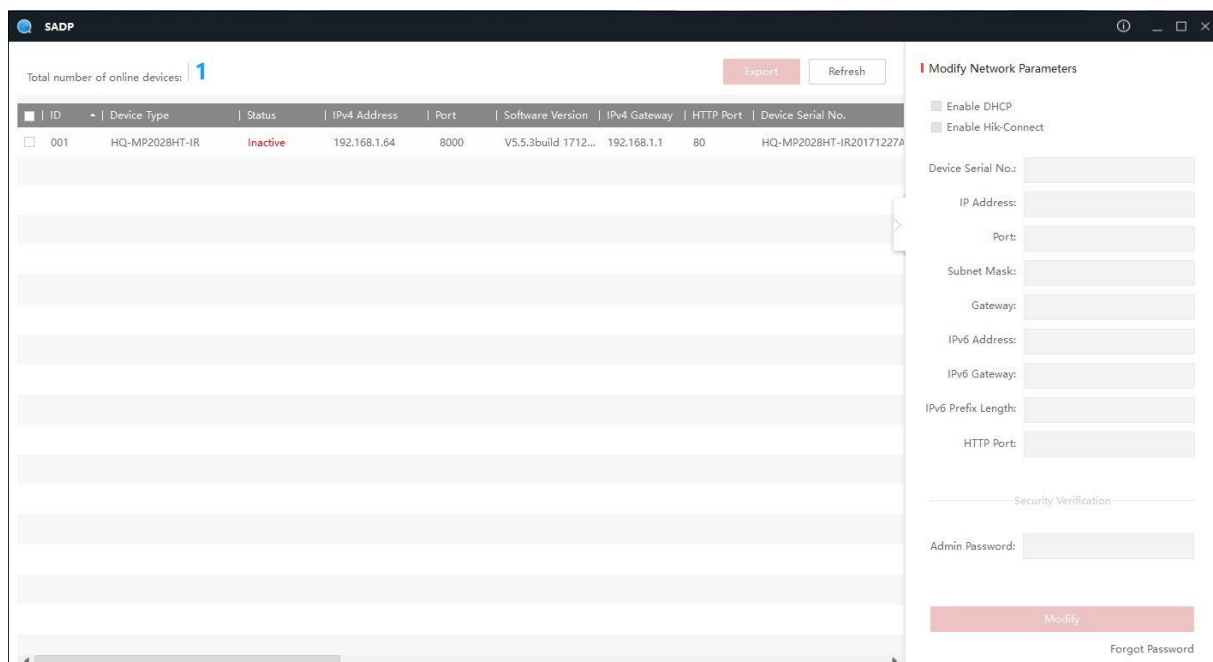 SADP
Total number of online devices: 1
Export
Refresh
ID Device Type Status IPv4 Address Port Software Version IPv4 Gateway HTTP Port Device Serial No.
001 HQ-MP2028HT-IR Inactive 192.168.1.64 8000 V5.5.3build 1712... 192.168.1.1 80 HQ-MP2028HT-IR20171227A
Modify Network Parameters
Enable DHCP
Enable Hik-Connect
Device Serial No.:
IP Address:
Port:
Subnet Mask:
Gateway:
IPv6 Address:
IPv6 Gateway:
IPv6 Prefix Length:
HTTP Port:
Security Verification
Admin Password:
Modify
Forgot Password